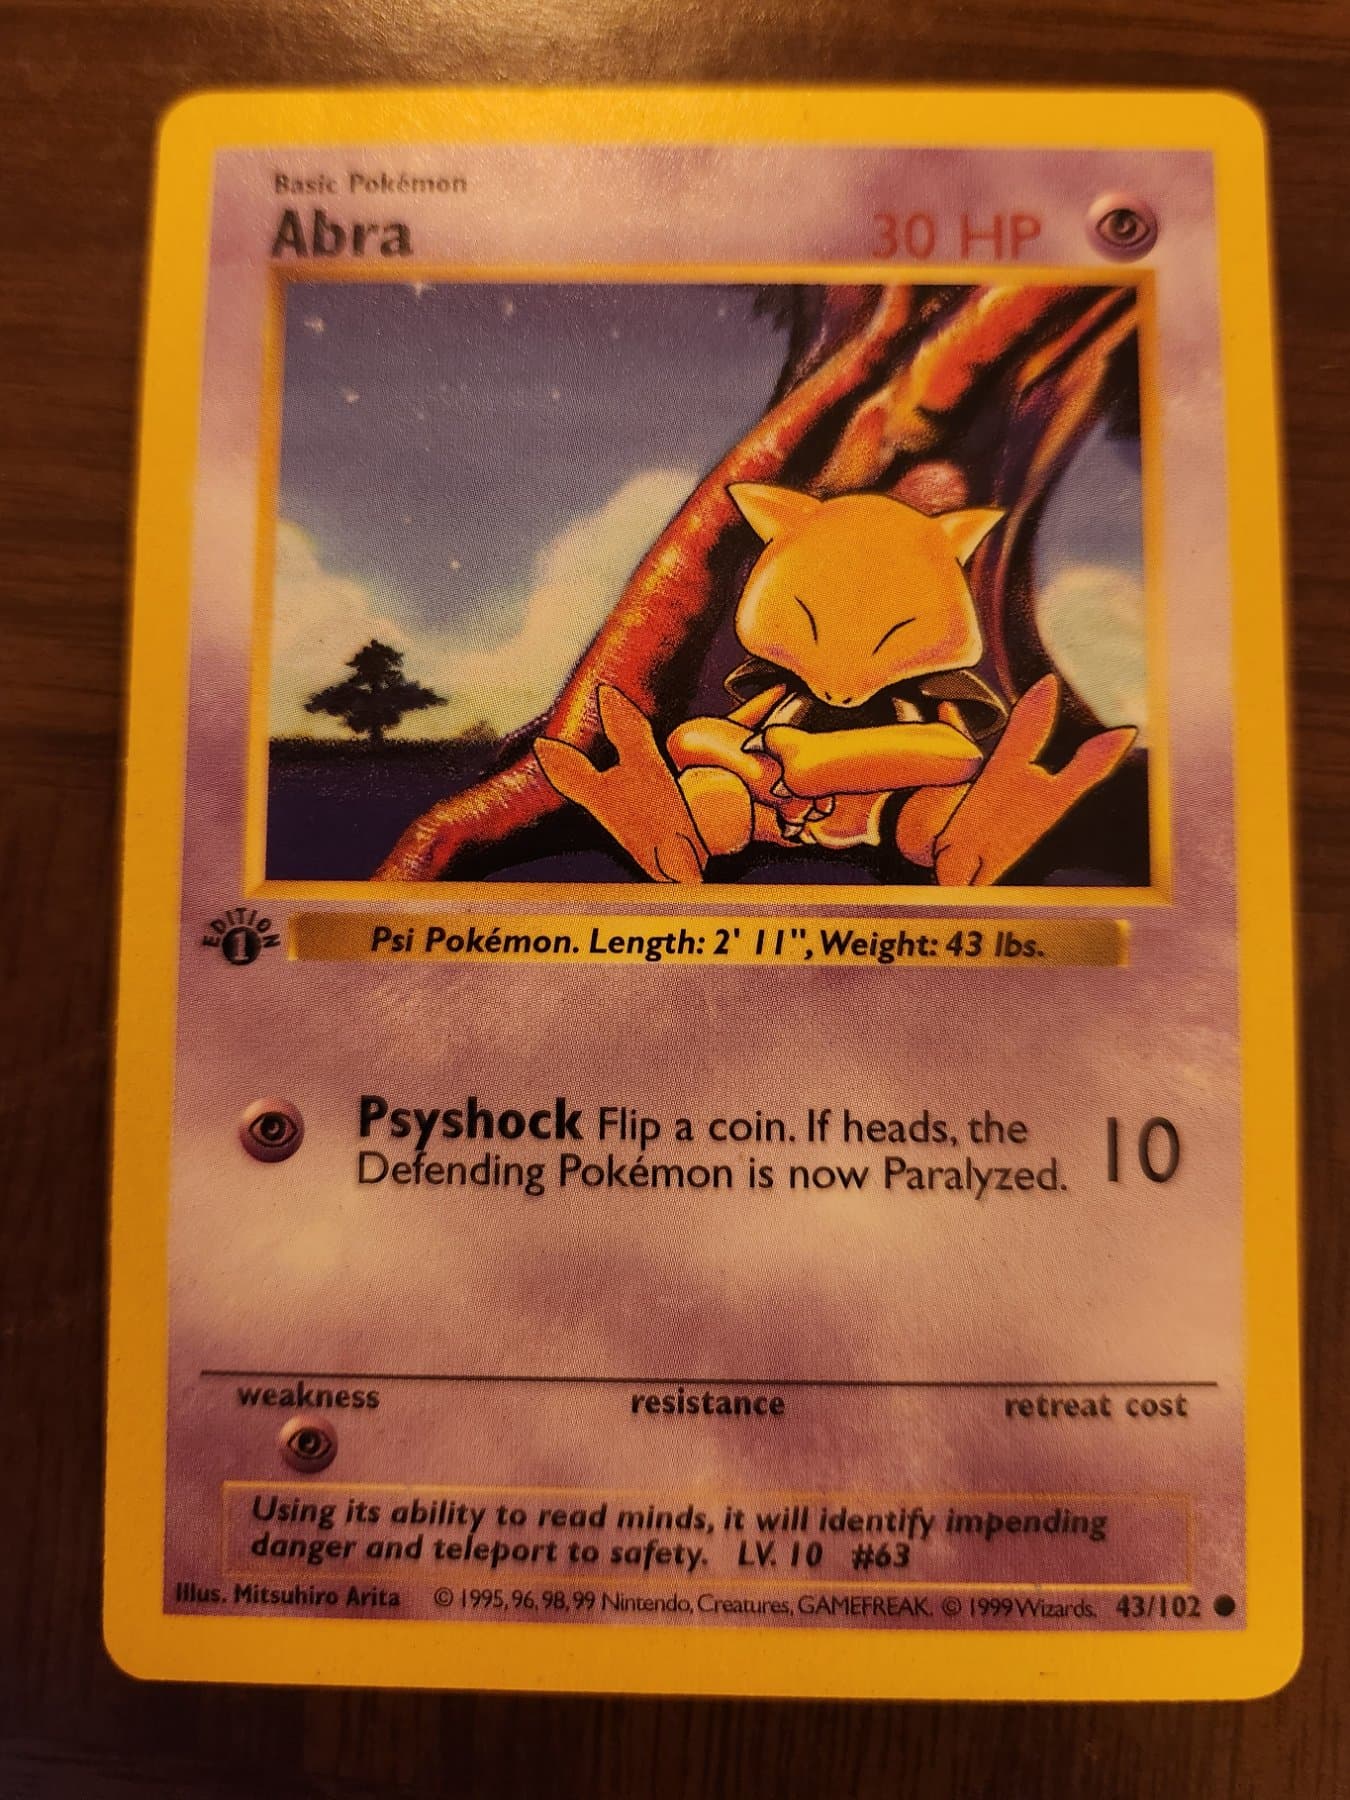 Basic Pokémon
Abra 30 HP
EDITION
1
Psi Pokémon. Length: 2' 11", Weight: 43 lbs.
Psyshock Flip a coin. If heads, the
Defending Pokémon is now Paralyzed. 10
weakness resistance retreat cost
Using its ability to read minds, it will identify impending
danger and teleport to safety. LV. 10 #63
Illus. Mitsuhiro Arita © 1995, 96, 98, 99 Nintendo, Creatures, GAMEFREAK. © 1999 Wizards. 43/102